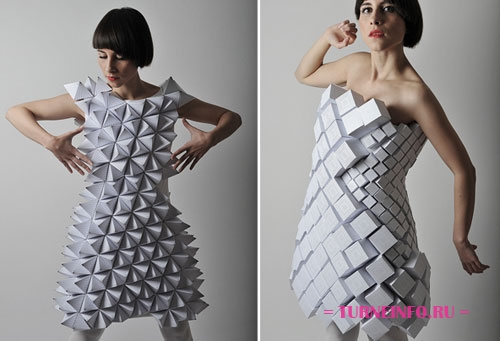 = TURNEINFO.RU =